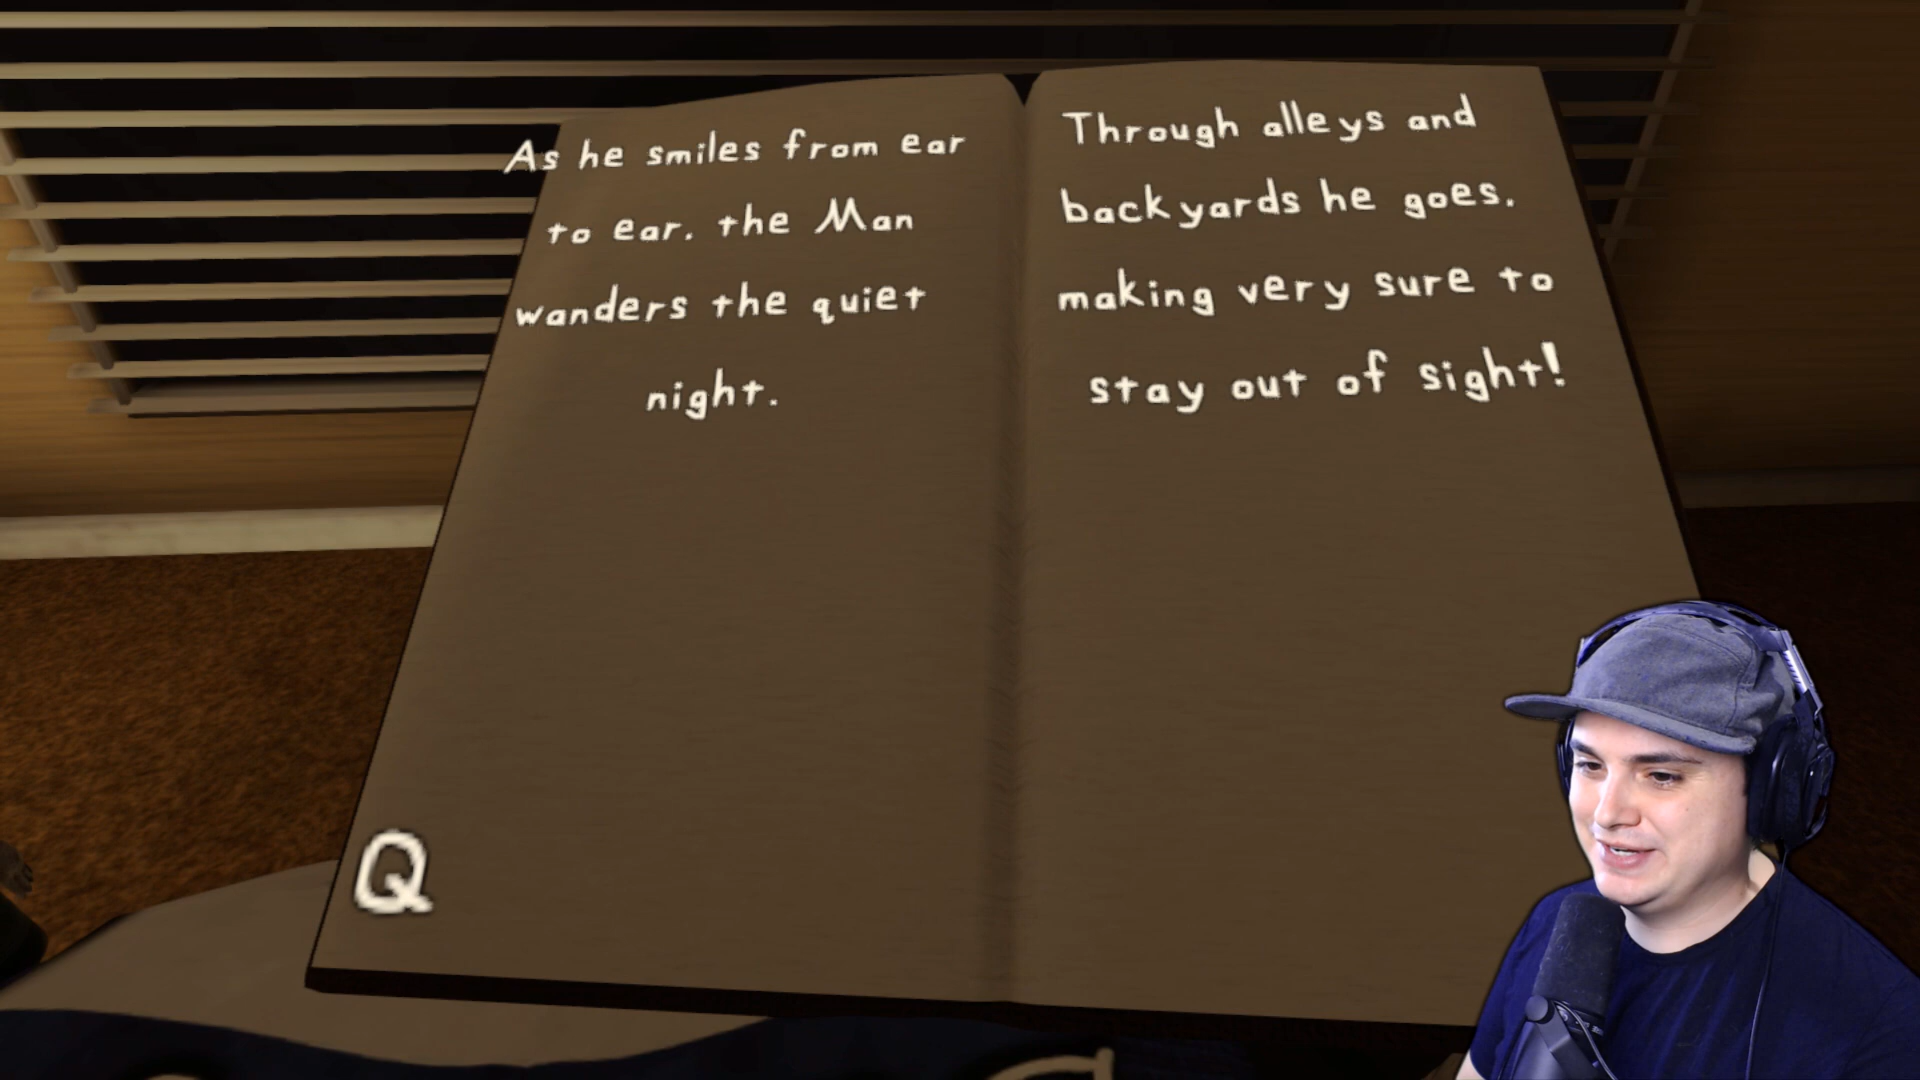 As he smiles from ear
to ear. the Man
wanders the quiet
night.
Through alleys and
backyards he goes.
making very sure to
stay out of sight!
Q